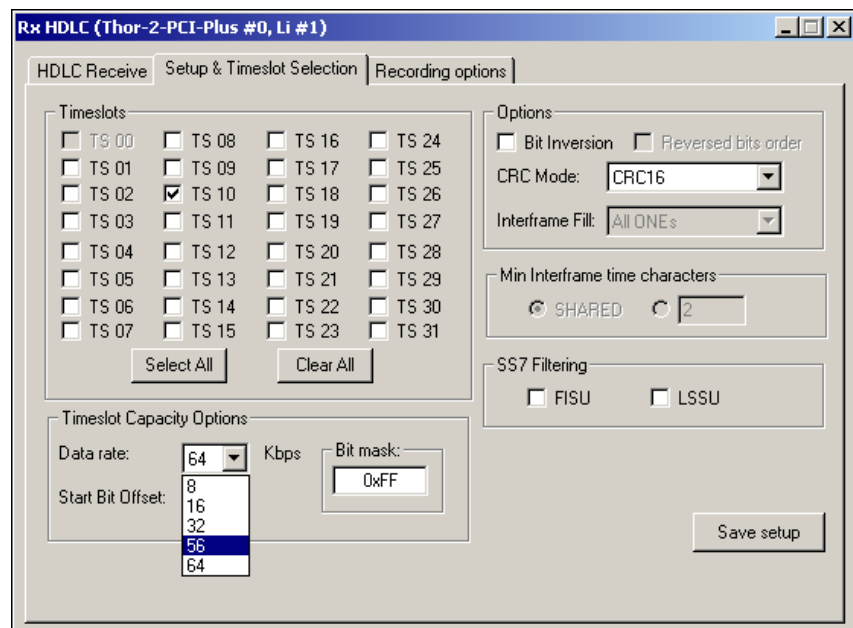 Rx HDLC (Thor-2-PCI-Plus #0, Li #1)
HDLC Receive Setup & Timeslot Selection Recording options
Timeslots
TS 00 TS 08 TS 16 TS 24
TS 01 TS 09 TS 17 TS 25
TS 02 TS 10 TS 18 TS 26
TS 03 TS 11 TS 19 TS 27
TS 04 TS 12 TS 20 TS 28
TS 05 TS 13 TS 21 TS 29
TS 06 TS 14 TS 22 TS 30
TS 07 TS 15 TS 23 TS 31
Select All Clear All
Timeslot Capacity Options
Data rate: 64 Kbps
Bit mask:
0xFF
Start Bit Offset:
8
16
32
56
64
Options
Bit Inversion Reversed bits order
CRC Mode: CRC16
Interframe Fill: All ONEs
Min Interframe time characters
SHARED 2
SS7 Filtering
FISU LSSU
Save setup